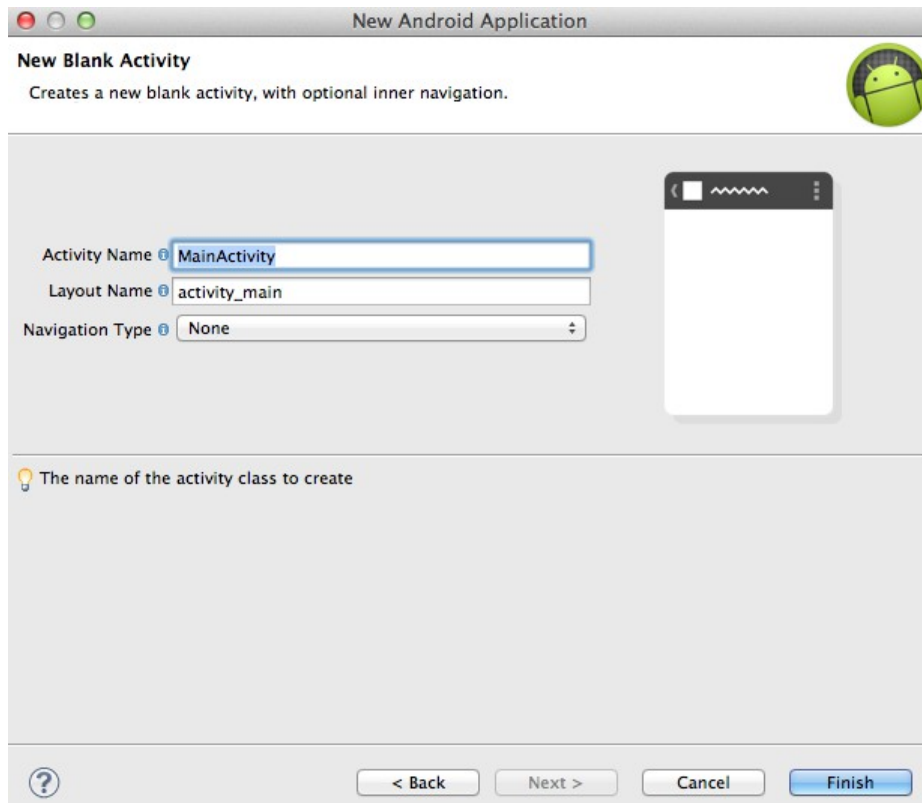 New Android Application
New Blank Activity
Creates a new blank activity, with optional inner navigation.
Activity Name MainActivity
Layout Name activity_main
Navigation Type None
The name of the activity class to create
? < Back Next > Cancel Finish